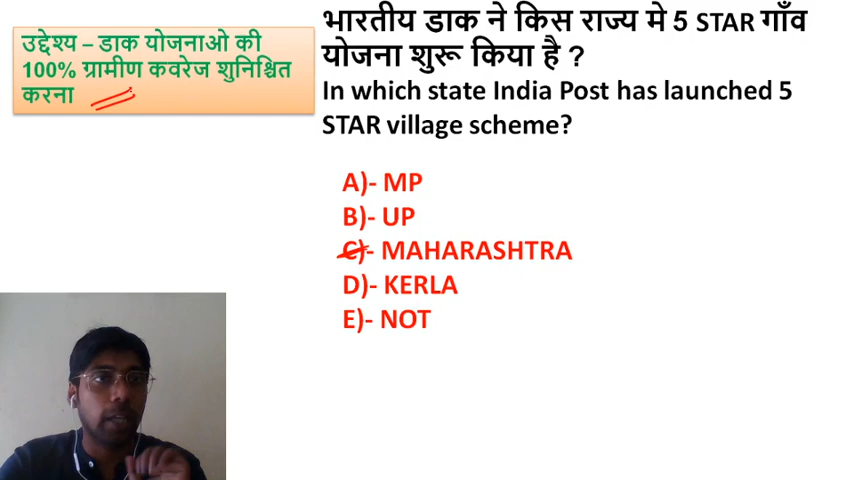 उद्देश्य – डाक योजनाओ की
100% ग्रामीण कवरेज शुनिश्चित
करना
भारतीय डाक ने किस राज्य मे 5 STAR गाँव
योजना शुरू किया है ?
In which state India Post has launched 5
STAR village scheme?
A)- MP
B)- UP
C)- MAHARASHTRA
D)- KERLA
E)- NOT